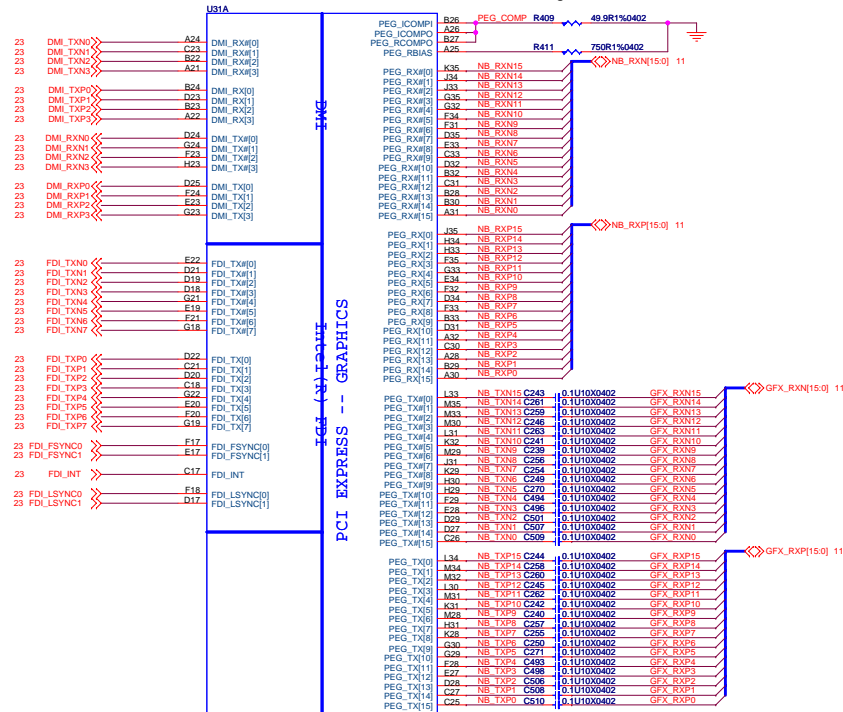 U31A
PEG_ICOMPI B26 PEG_COMP R409 49.9R1%0402
PEG_ICOMPO A26
PEG_RCOMPO B27
PEG_RBIAS A25 R411 750R1%0402
23 DMI_TXN0 A24 DMI_RX#[0]
23 DMI_TXN1 C23 DMI_RX#[1]
23 DMI_TXN2 B22 DMI_RX#[2]
23 DMI_TXN3 A21 DMI_RX#[3]
23 DMI_TXP0 B24 DMI_RX[0]
23 DMI_TXP1 D23 DMI_RX[1]
23 DMI_TXP2 B23 DMI_RX[2]
23 DMI_TXP3 A22 DMI_RX[3]
23 DMI_RXN0 D24 DMI_TX#[0]
23 DMI_RXN1 G24 DMI_TX#[1]
23 DMI_RXN2 F23 DMI_TX#[2]
23 DMI_RXN3 H23 DMI_TX#[3]
23 DMI_RXP0 D25 DMI_TX[0]
23 DMI_RXP1 F24 DMI_TX[1]
23 DMI_RXP2 E23 DMI_TX[2]
23 DMI_RXP3 G23 DMI_TX[3]
23 FDI_TXN0 E22 FDI_TX#[0]
23 FDI_TXN1 D21 FDI_TX#[1]
23 FDI_TXN2 D19 FDI_TX#[2]
23 FDI_TXN3 D18 FDI_TX#[3]
23 FDI_TXN4 G21 FDI_TX#[4]
23 FDI_TXN5 E19 FDI_TX#[5]
23 FDI_TXN6 F21 FDI_TX#[6]
23 FDI_TXN7 G18 FDI_TX#[7]
23 FDI_TXP0 D22 FDI_TX[0]
23 FDI_TXP1 C21 FDI_TX[1]
23 FDI_TXP2 D20 FDI_TX[2]
23 FDI_TXP3 C18 FDI_TX[3]
23 FDI_TXP4 G22 FDI_TX[4]
23 FDI_TXP5 E20 FDI_TX[5]
23 FDI_TXP6 F20 FDI_TX[6]
23 FDI_TXP7 G19 FDI_TX[7]
23 FDI_FSYNC0 F17 FDI_FSYNC[0]
23 FDI_FSYNC1 E17 FDI_FSYNC[1]
23 FDI_INT C17 FDI_INT
23 FDI_LSYNC0 F18 FDI_LSYNC[0]
23 FDI_LSYNC1 D17 FDI_LSYNC[1]
DMI
Intel(R) FDI
PCI EXPRESS -- GRAPHICS
NB_RXN[15:0] 11
PEG_RX#[0] K35 NB_RXN15
PEG_RX#[1] J34 NB_RXN14
PEG_RX#[2] J33 NB_RXN13
PEG_RX#[3] G35 NB_RXN12
PEG_RX#[4] G32 NB_RXN11
PEG_RX#[5] F34 NB_RXN10
PEG_RX#[6] F31 NB_RXN9
PEG_RX#[7] D35 NB_RXN8
PEG_RX#[8] E33 NB_RXN7
PEG_RX#[9] C33 NB_RXN6
PEG_RX#[10] D32 NB_RXN5
PEG_RX#[11] B32 NB_RXN4
PEG_RX#[12] C31 NB_RXN3
PEG_RX#[13] B28 NB_RXN2
PEG_RX#[14] B30 NB_RXN1
PEG_RX#[15] A31 NB_RXN0
NB_RXP[15:0] 11
PEG_RX[0] J35 NB_RXP15
PEG_RX[1] H34 NB_RXP14
PEG_RX[2] H33 NB_RXP13
PEG_RX[3] F35 NB_RXP12
PEG_RX[4] G33 NB_RXP11
PEG_RX[5] E34 NB_RXP10
PEG_RX[6] F32 NB_RXP9
PEG_RX[7] D34 NB_RXP8
PEG_RX[8] F33 NB_RXP7
PEG_RX[9] B33 NB_RXP6
PEG_RX[10] D31 NB_RXP5
PEG_RX[11] A32 NB_RXP4
PEG_RX[12] C30 NB_RXP3
PEG_RX[13] A28 NB_RXP2
PEG_RX[14] B29 NB_RXP1
PEG_RX[15] A30 NB_RXP0
GFX_RXN[15:0] 11
PEG_TX#[0] L33 NB_TXN15 C243 0.1U10X0402 GFX_RXN15
PEG_TX#[1] M35 NB_TXN14 C261 0.1U10X0402 GFX_RXN14
PEG_TX#[2] M33 NB_TXN13 C259 0.1U10X0402 GFX_RXN13
PEG_TX#[3] M30 NB_TXN12 C246 0.1U10X0402 GFX_RXN12
PEG_TX#[4] L31 NB_TXN11 C263 0.1U10X0402 GFX_RXN11
PEG_TX#[5] K32 NB_TXN10 C241 0.1U10X0402 GFX_RXN10
PEG_TX#[6] M29 NB_TXN9 C239 0.1U10X0402 GFX_RXN9
PEG_TX#[7] J31 NB_TXN8 C256 0.1U10X0402 GFX_RXN8
PEG_TX#[8] K29 NB_TXN7 C254 0.1U10X0402 GFX_RXN7
PEG_TX#[9] H30 NB_TXN6 C249 0.1U10X0402 GFX_RXN6
PEG_TX#[10] H29 NB_TXN5 C270 0.1U10X0402 GFX_RXN5
PEG_TX#[11] F29 NB_TXN4 C494 0.1U10X0402 GFX_RXN4
PEG_TX#[12] E28 NB_TXN3 C496 0.1U10X0402 GFX_RXN3
PEG_TX#[13] D29 NB_TXN2 C501 0.1U10X0402 GFX_RXN2
PEG_TX#[14] D27 NB_TXN1 C507 0.1U10X0402 GFX_RXN1
PEG_TX#[15] C26 NB_TXN0 C509 0.1U10X0402 GFX_RXN0
GFX_RXP[15:0] 11
PEG_TX[0] L34 NB_TXP15 C244 0.1U10X0402 GFX_RXP15
PEG_TX[1] M34 NB_TXP14 C258 0.1U10X0402 GFX_RXP14
PEG_TX[2] M32 NB_TXP13 C260 0.1U10X0402 GFX_RXP13
PEG_TX[3] L30 NB_TXP12 C245 0.1U10X0402 GFX_RXP12
PEG_TX[4] M31 NB_TXP11 C262 0.1U10X0402 GFX_RXP11
PEG_TX[5] K31 NB_TXP10 C242 0.1U10X0402 GFX_RXP10
PEG_TX[6] M28 NB_TXP9 C240 0.1U10X0402 GFX_RXP9
PEG_TX[7] H31 NB_TXP8 C257 0.1U10X0402 GFX_RXP8
PEG_TX[8] K28 NB_TXP7 C255 0.1U10X0402 GFX_RXP7
PEG_TX[9] G30 NB_TXP6 C250 0.1U10X0402 GFX_RXP6
PEG_TX[10] G29 NB_TXP5 C271 0.1U10X0402 GFX_RXP5
PEG_TX[11] F28 NB_TXP4 C493 0.1U10X0402 GFX_RXP4
PEG_TX[12] E27 NB_TXP3 C498 0.1U10X0402 GFX_RXP3
PEG_TX[13] D28 NB_TXP2 C506 0.1U10X0402 GFX_RXP2
PEG_TX[14] C27 NB_TXP1 C508 0.1U10X0402 GFX_RXP1
PEG_TX[15] C25 NB_TXP0 C510 0.1U10X0402 GFX_RXP0